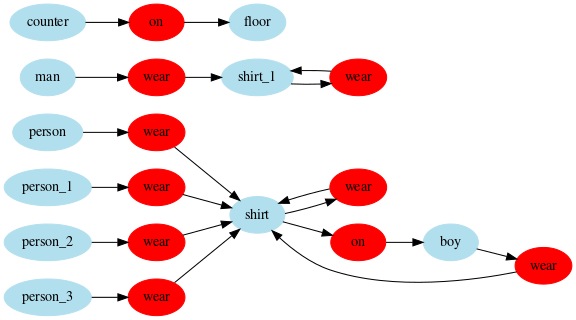 counter on floor
man wear shirt_1 wear
person wear
person_1 wear wear
shirt
person_2 wear on boy
wear
person_3 wear